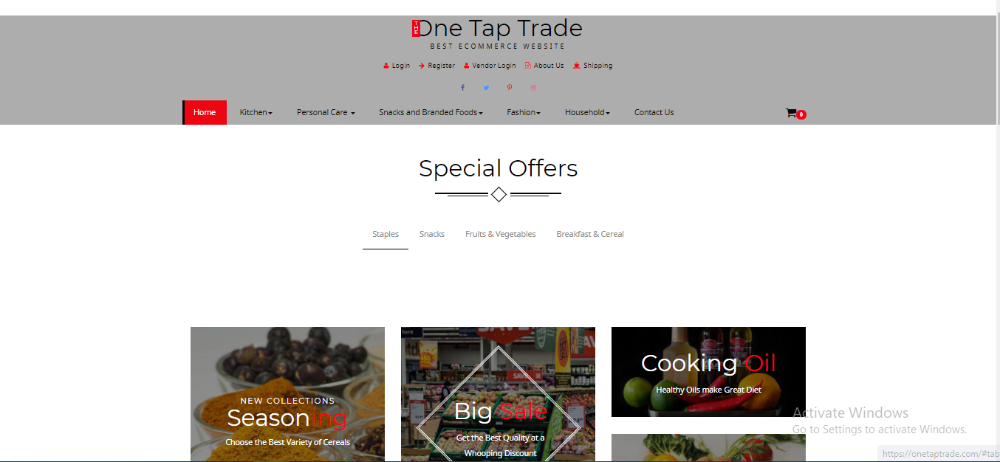 THE
One Tap Trade
BEST ECOMMERCE WEBSITE
Login Register Vendor Login About Us Shipping
Home Kitchen Personal Care Snacks and Branded Foods Fashion Household Contact Us 0
Special Offers
Staples Snacks Fruits & Vegetables Breakfast & Cereal
NEW COLLECTIONS
Seasoning
Choose the Best Variety of Cereals
SAVE
SAVE
Big Sale
Get the Best Quality at a
Whooping Discount
Cooking Oil
Healthy Oils make Great Diet
Activate Windows
Go to Settings to activate Windows.
https://onetaptrade.com/#tab